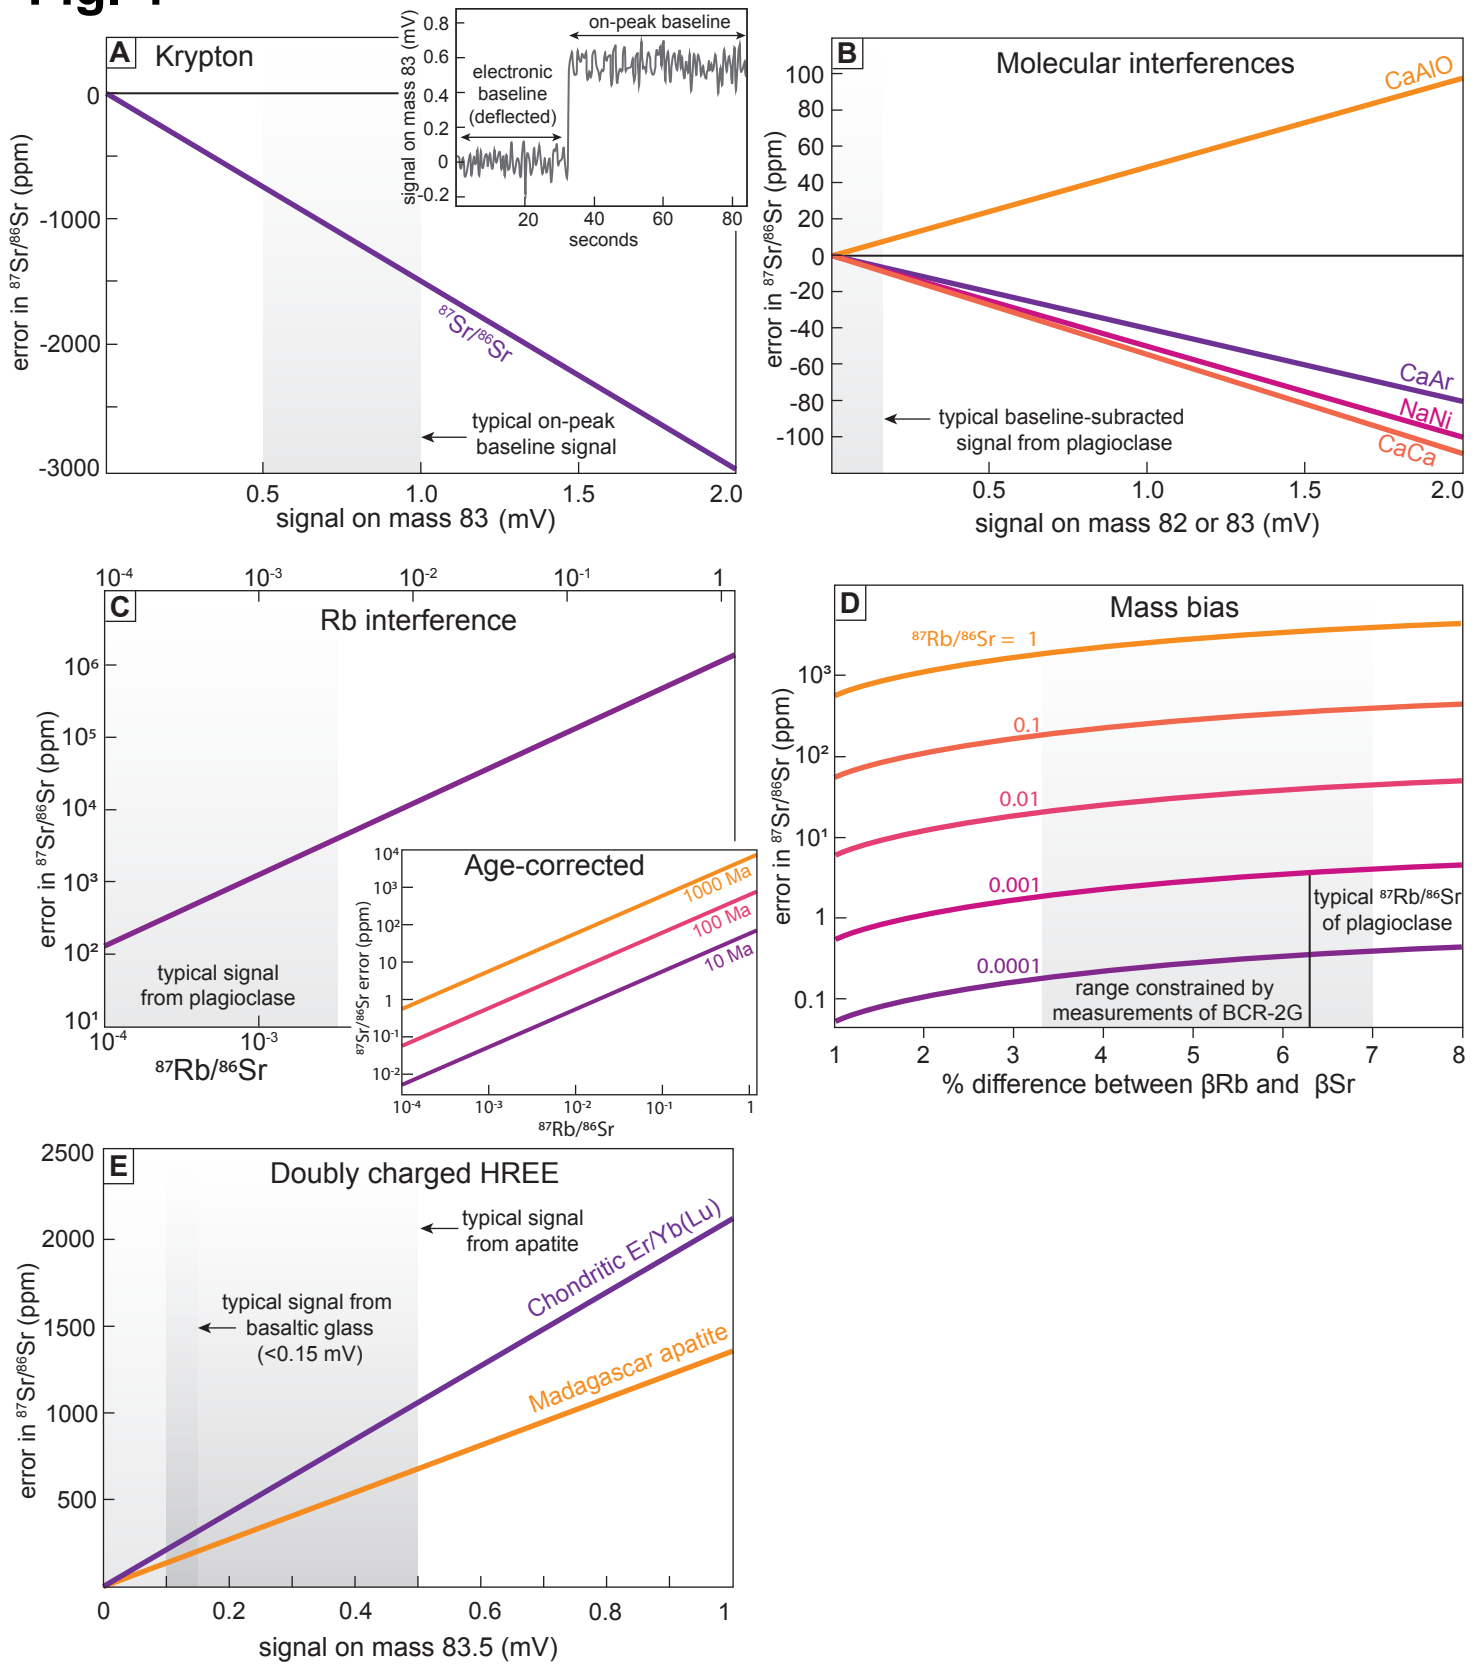 A Krypton
0
-1000
-2000
-3000
error in ⁸⁷Sr/⁸⁶Sr (ppm)
0.5 1.0 1.5 2.0
signal on mass 83 (mV)
⁸⁷Sr/⁸⁶Sr
typical on-peak
baseline signal
0.8
0.6
0.4
0.2
0
-0.2
signal on mass 83 (mV)
on-peak baseline
electronic
baseline
(deflected)
20 40 60 80
seconds
B Molecular interferences
100
80
60
40
20
0
-20
-40
-60
-80
-100
error in ⁸⁷Sr/⁸⁶Sr (ppm)
CaAlO
CaAr
NaNi
CaCa
typical baseline-subracted
signal from plagioclase
0.5 1.0 1.5 2.0
signal on mass 82 or 83 (mV)
10⁻⁴ 10⁻³ 10⁻² 10⁻¹ 1
C Rb interference
10⁶
10⁵
10⁴
10³
10²
10¹
error in ⁸⁷Sr/⁸⁶Sr (ppm)
typical signal
from plagioclase
10⁻⁴ 10⁻³
⁸⁷Rb/⁸⁶Sr
Age-corrected
10⁴
10³
10²
10
1
10⁻¹
10⁻²
⁸⁷Sr/⁸⁶Sr error (ppm)
1000 Ma
100 Ma
10 Ma
10⁻⁴ 10⁻³ 10⁻² 10⁻¹ 1
⁸⁷Rb/⁸⁶Sr
D Mass bias
10³
10²
10¹
1
0.1
error in ⁸⁷Sr/⁸⁶Sr (ppm)
⁸⁷Rb/⁸⁶Sr = 1
0.1
0.01
0.001
0.0001
typical ⁸⁷Rb/⁸⁶Sr
of plagioclase
range constrained by
measurements of BCR-2G
1 2 3 4 5 6 7 8
% difference between βRb and βSr
E Doubly charged HREE
2500
2000
1500
1000
500
error in ⁸⁷Sr/⁸⁶Sr (ppm)
typical signal
from apatite
typical signal from
basaltic glass
(<0.15 mV)
Chondritic Er/Yb(Lu)
Madagascar apatite
0 0.2 0.4 0.6 0.8 1
signal on mass 83.5 (mV)